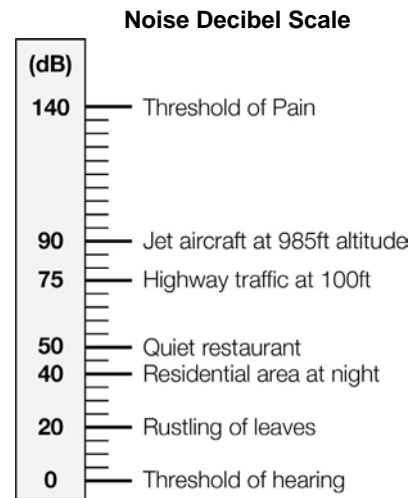 Noise Decibel Scale
(dB)
140 Threshold of Pain
90 Jet aircraft at 985ft altitude
75 Highway traffic at 100ft
50 Quiet restaurant
40 Residential area at night
20 Rustling of leaves
0 Threshold of hearing